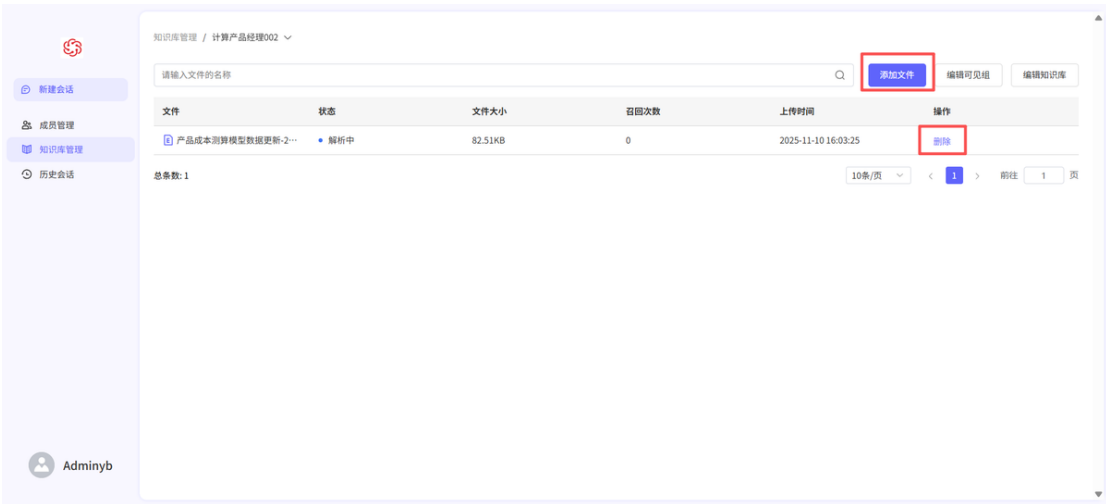 知识库管理 / 计算产品经理002
请输入文件的名称
添加文件 编辑可见组 编辑知识库
新建会话
成员管理
知识库管理
历史会话
文件 状态 文件大小 召回次数 上传时间 操作
产品成本测算模型数据更新-2··· 解析中 82.51KB 0 2025-11-10 16:03:25 删除
总条数: 1
10条/页 < 1 > 前往 1 页
Adminyb